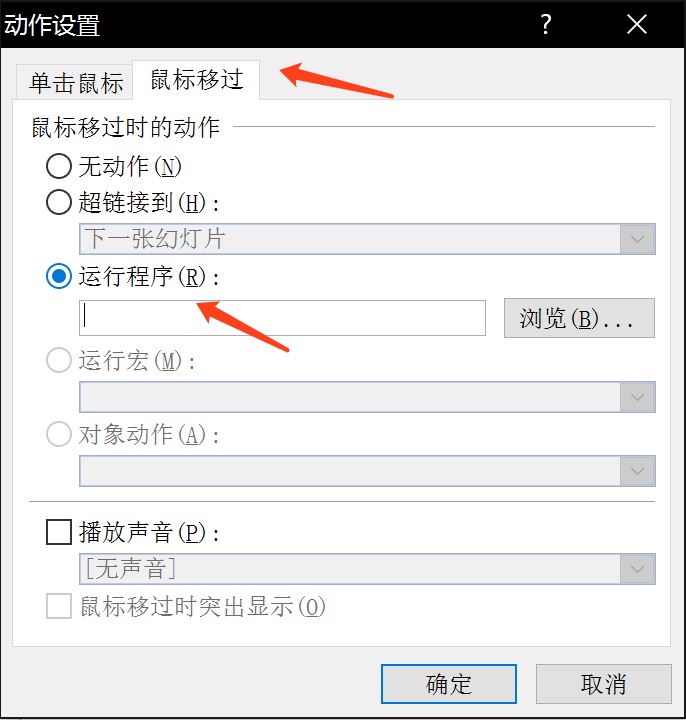 动作设置
单击鼠标 鼠标移过
鼠标移过时的动作
无动作(N)
超链接到(H):
下一张幻灯片
运行程序(R):
浏览(B)...
运行宏(M):
对象动作(A):
播放声音(P):
[无声音]
鼠标移过时突出显示(O)
确定 取消